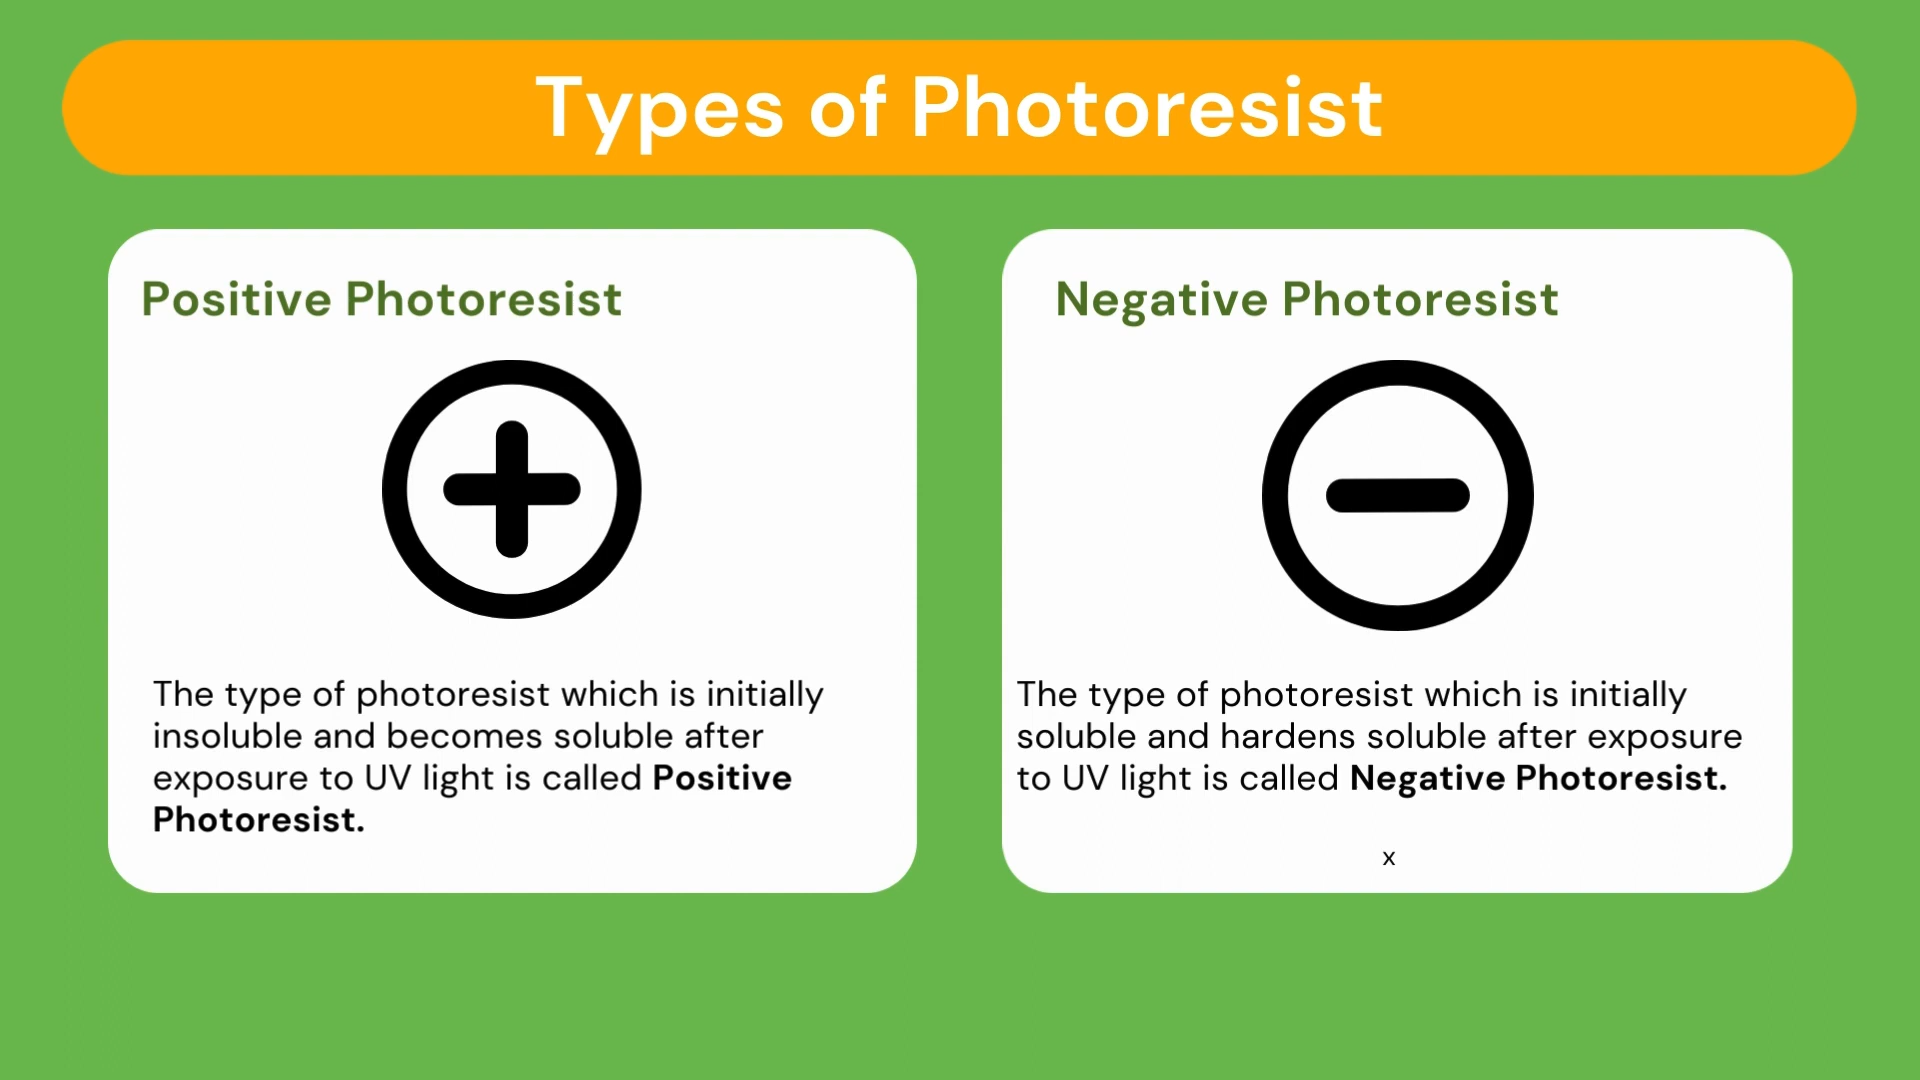 Types of Photoresist
Positive Photoresist
The type of photoresist which is initially
insoluble and becomes soluble after
exposure to UV light is called Positive
Photoresist.
Negative Photoresist
The type of photoresist which is initially
soluble and hardens soluble after exposure
to UV light is called Negative Photoresist.
x